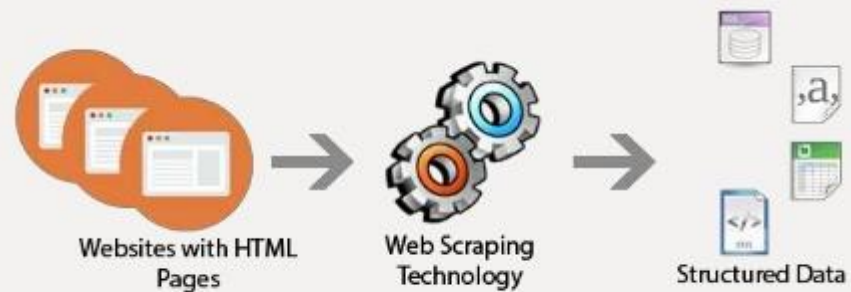 ,a,
</>
Websites with HTML
Pages
Web Scraping
Technology
Structured Data